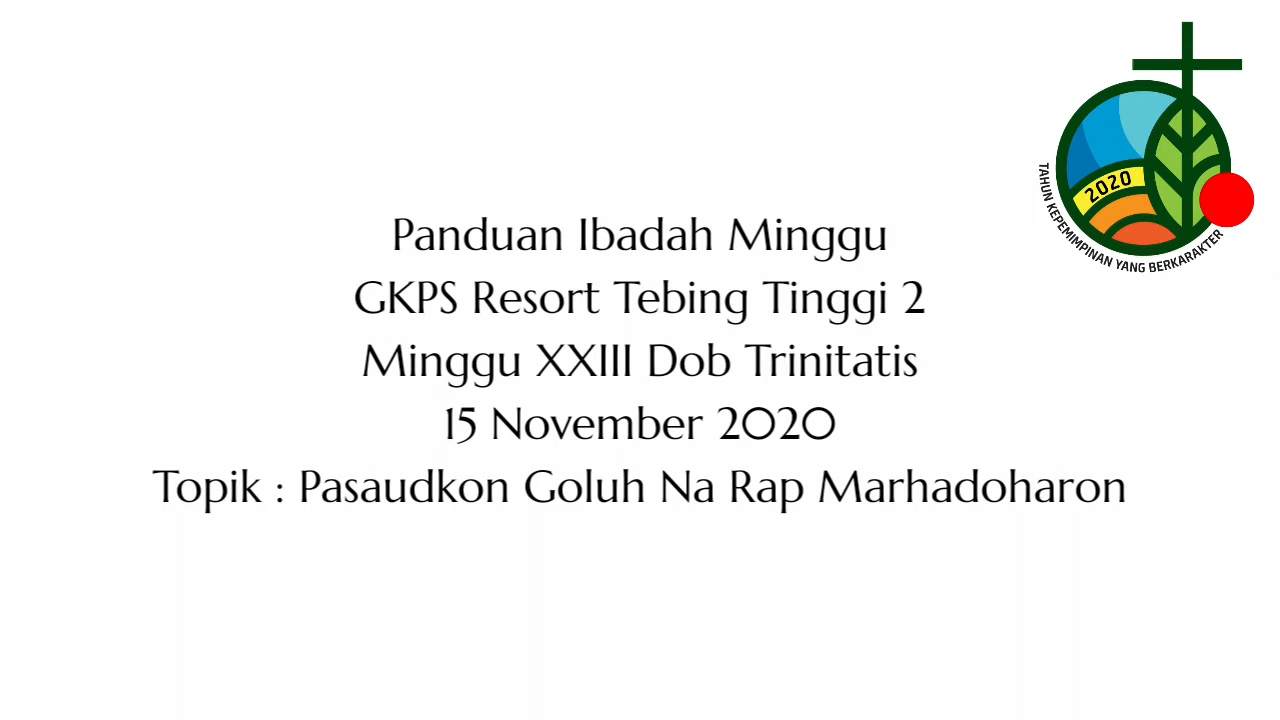 2020
TAHUN KEPEMIMPINAN YANG BERKARAKTER
Panduan Ibadah Minggu
GKPS Resort Tebing Tinggi 2
Minggu XXIII Dob Trinitatis
15 November 2020
Topik : Pasaudkon Goluh Na Rap Marhadoharon